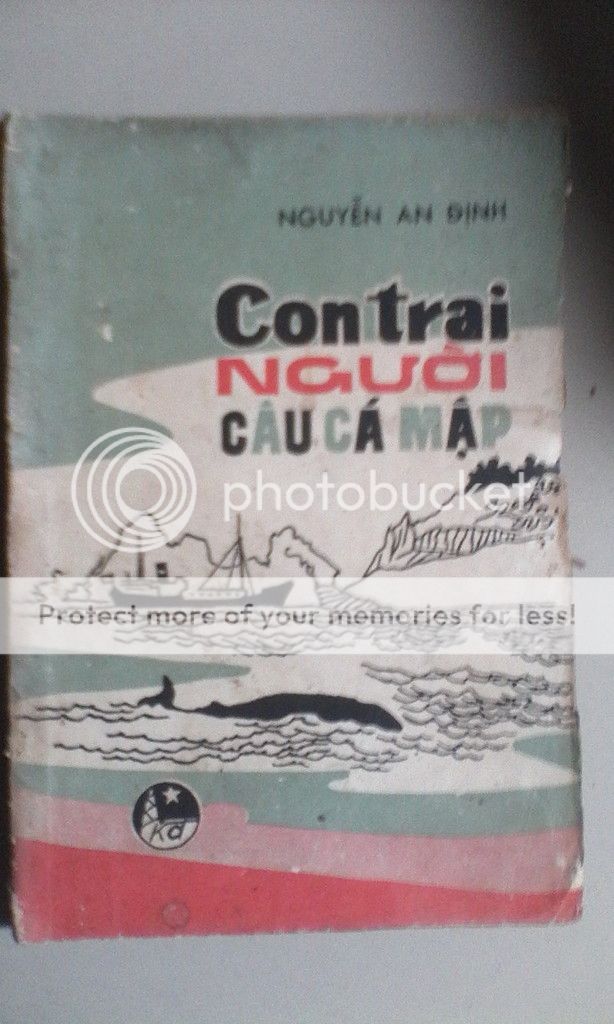 NGUYỄN AN ĐỊNH
Con trai
NGƯỜI
CÂU CÁ MẬP
photobucket
Protect more of your memories for less!
Kđ